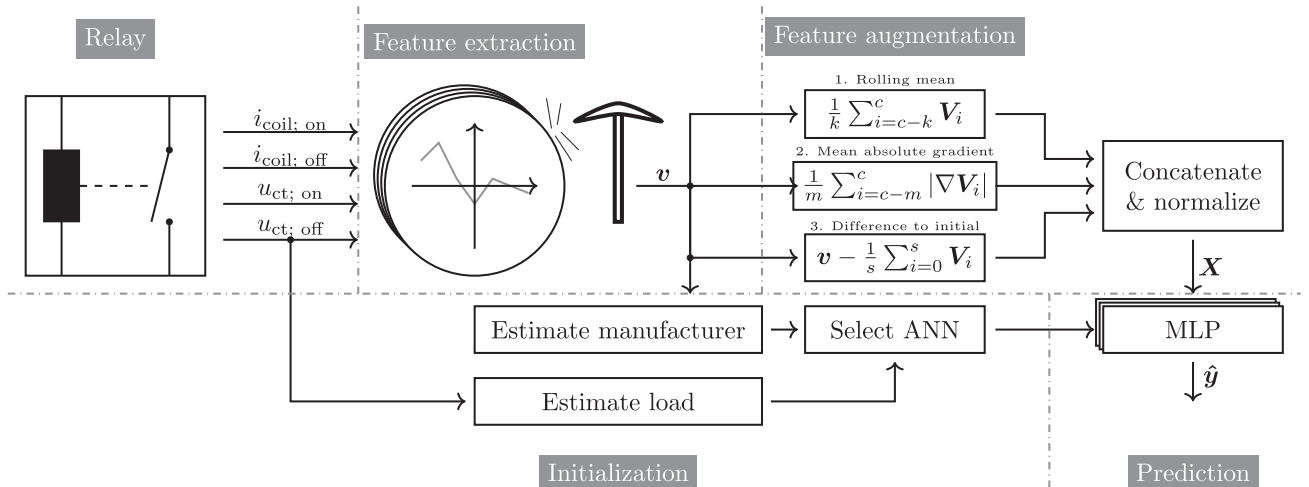 Relay
Feature extraction
Feature augmentation
i_coil; on
i_coil; off
u_ct; on
u_ct; off
v
1. Rolling mean
1/k ∑_{i=c−k}^{c} V_i
2. Mean absolute gradient
1/m ∑_{i=c−m}^{c} |∇V_i|
3. Difference to initial
v − 1/s ∑_{i=0}^{s} V_i
Concatenate
& normalize
X
Estimate manufacturer
Select ANN
MLP
ŷ
Estimate load
Initialization
Prediction